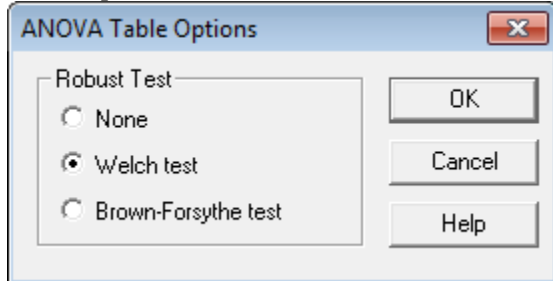 ANOVA Table Options
Robust Test
None
Welch test
Brown-Forsythe test
OK
Cancel
Help